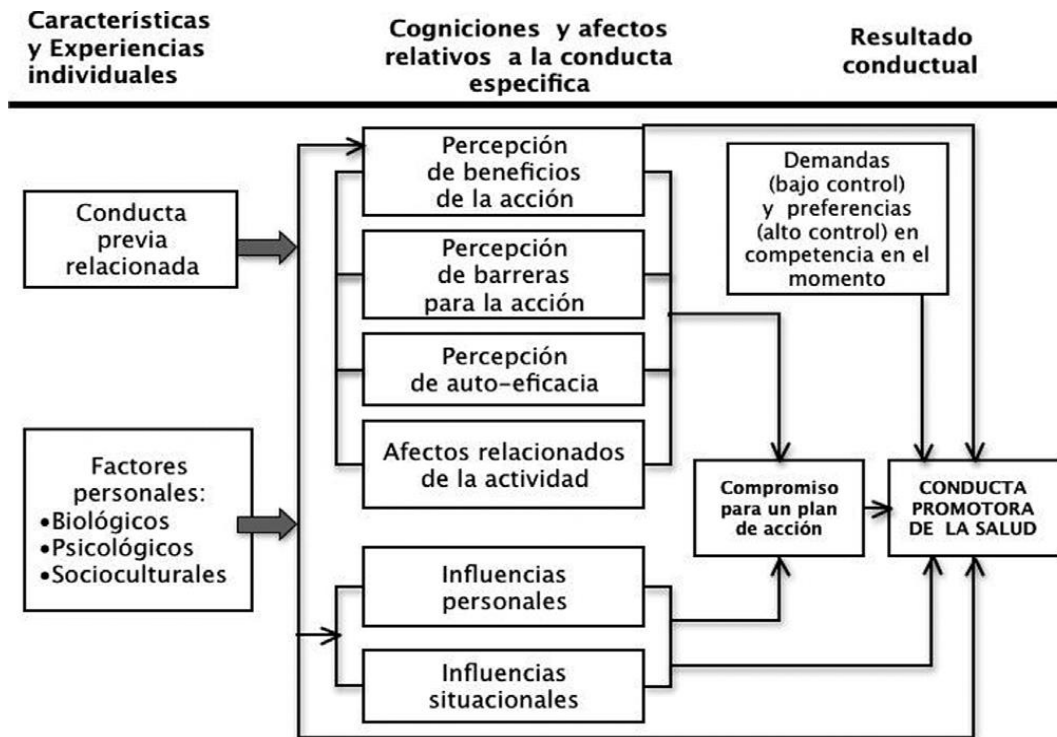 Características
y Experiencias
individuales
Cogniciones y afectos
relativos a la conducta
especifica
Resultado
conductual
Conducta
previa
relacionada
Factores
personales:
•Biológicos
•Psicológicos
•Socioculturales
Percepción
de beneficios
de la acción
Percepción
de barreras
para la acción
Percepción
de auto-eficacia
Afectos relacionados
de la actividad
Influencias
personales
Influencias
situacionales
Demandas
(bajo control)
y preferencias
(alto control) en
competencia en el
momento
Compromiso
para un plan
de acción
CONDUCTA
PROMOTORA
DE LA SALUD